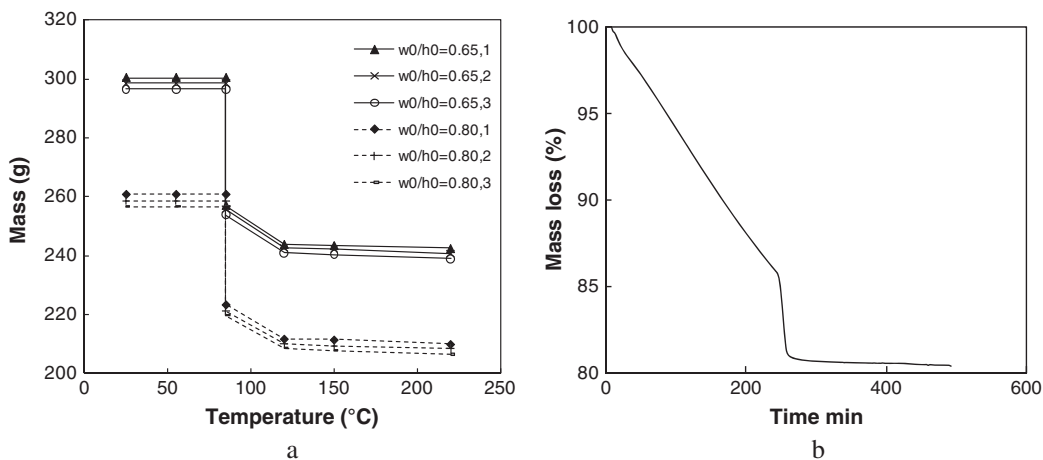 320
300
280
260
240
220
200
Mass (g)
w0/h0=0.65,1
w0/h0=0.65,2
w0/h0=0.65,3
w0/h0=0.80,1
w0/h0=0.80,2
w0/h0=0.80,3
0 50 100 150 200 250
Temperature (°C)
a
100
95
90
85
80
Mass loss (%)
0 200 400 600
Time min
b